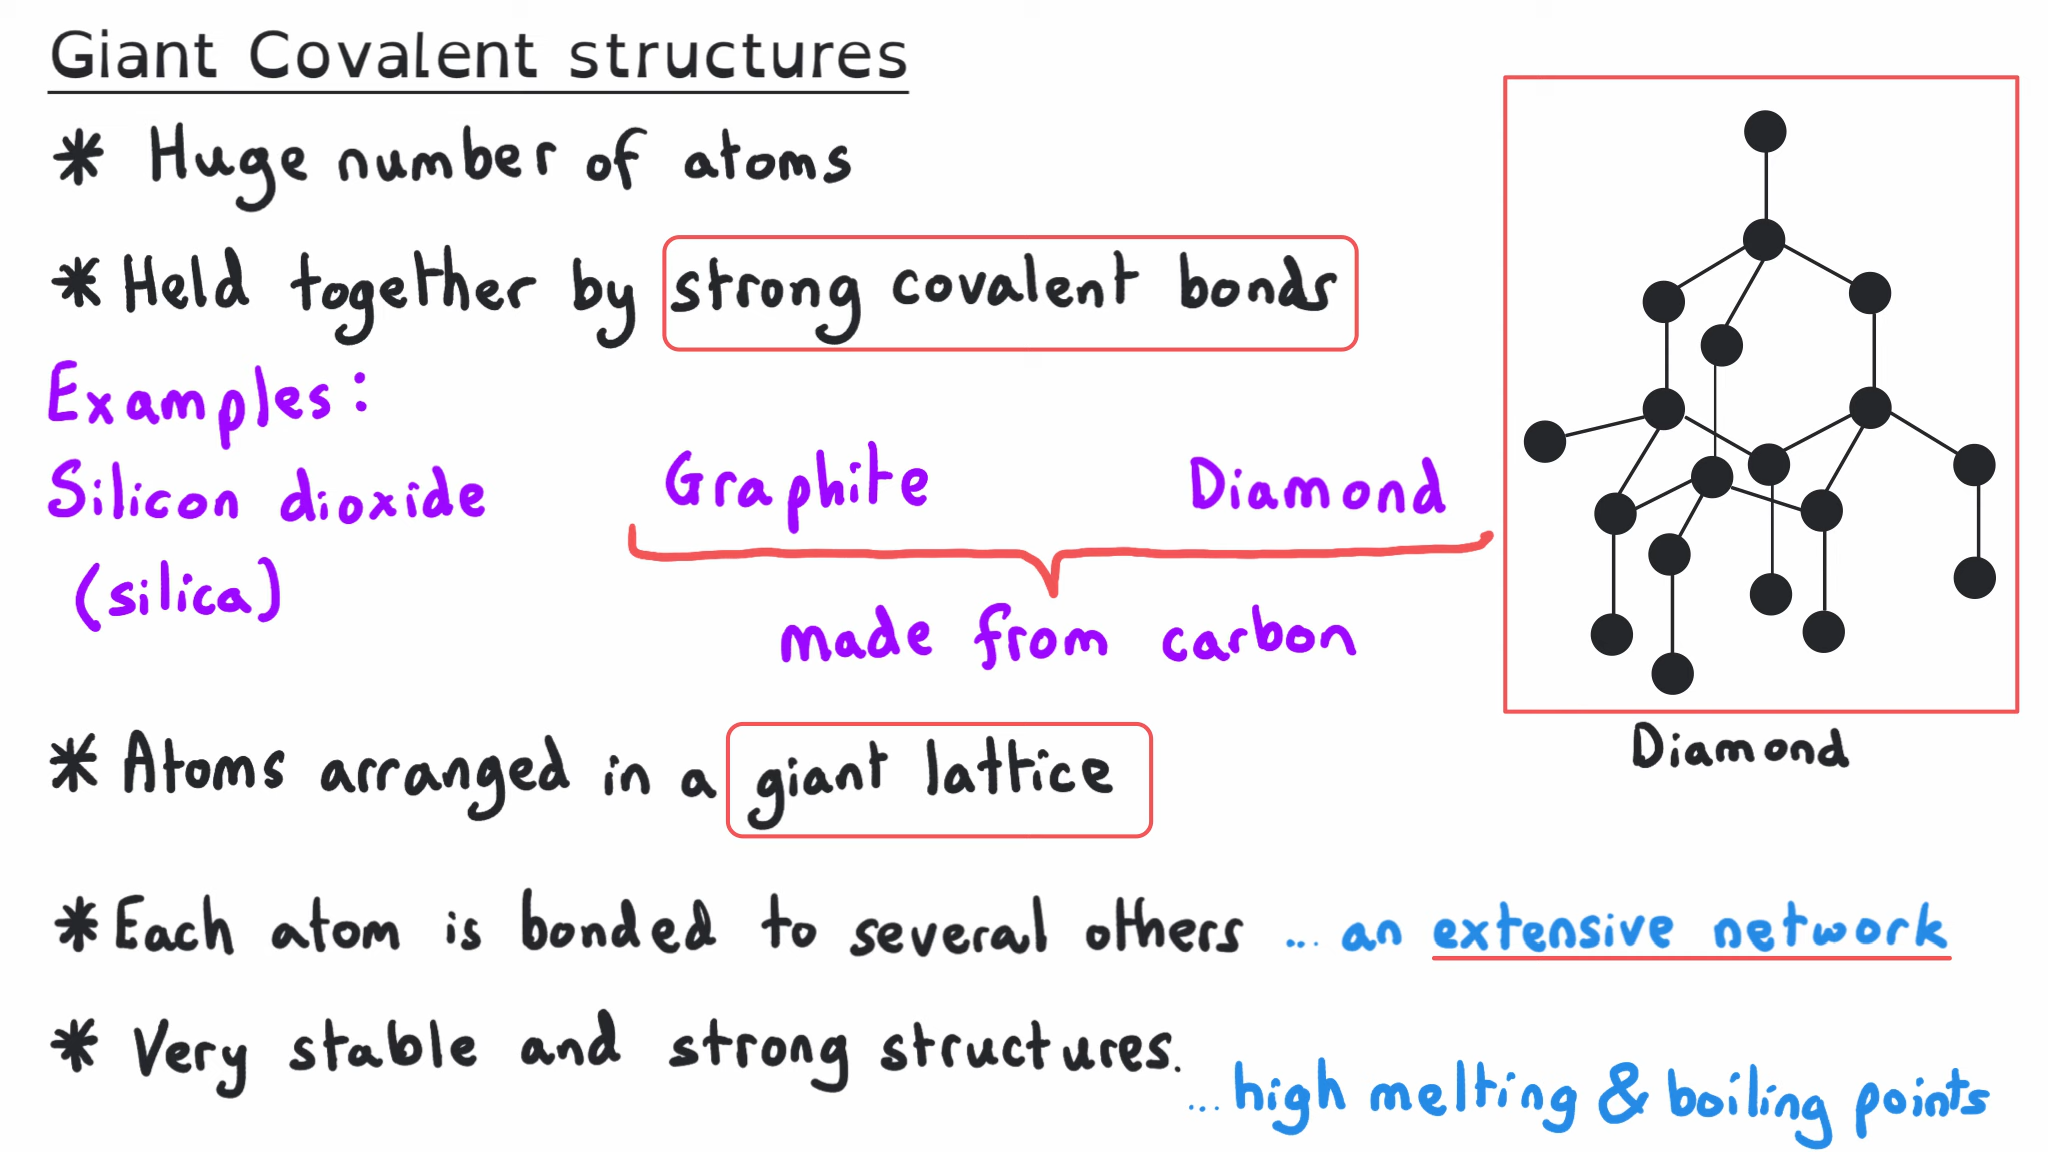 Giant Covalent structures
* Huge number of atoms
* Held together by strong covalent bonds
Examples:
Silicon dioxide
(silica)
Graphite
Diamond
made from carbon
Diamond
* Atoms arranged in a giant lattice
* Each atom is bonded to several others ... an extensive network
* Very stable and strong structures.
... high melting & boiling points